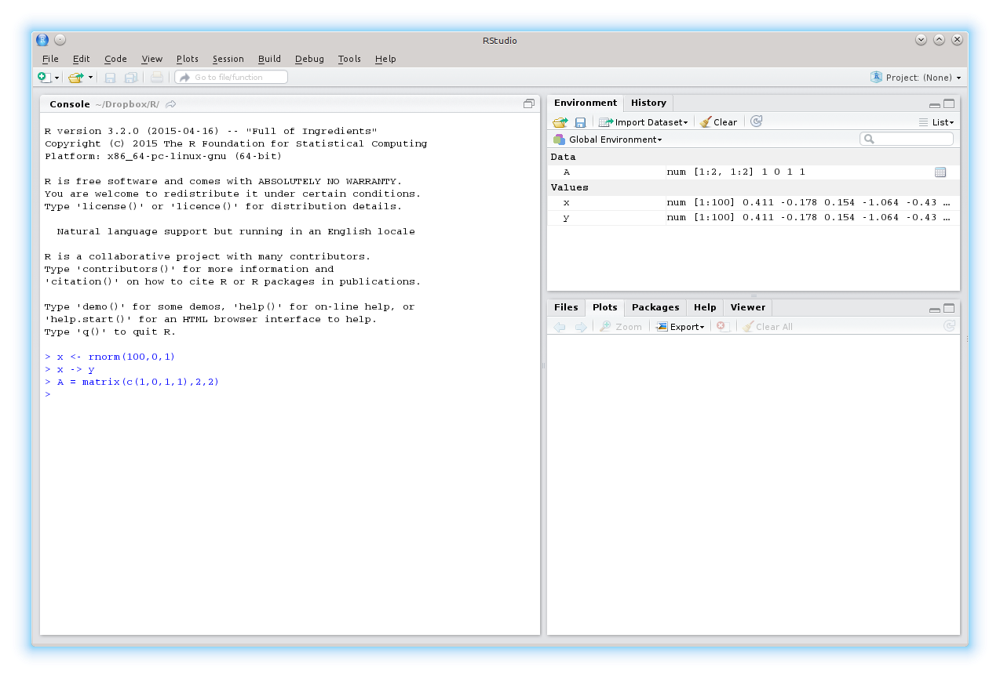 RStudio
File Edit Code View Plots Session Build Debug Tools Help
Go to file/function
Project: (None)
Console ~/Dropbox/R/
R version 3.2.0 (2015-04-16) -- "Full of Ingredients"
Copyright (C) 2015 The R Foundation for Statistical Computing
Platform: x86_64-pc-linux-gnu (64-bit)
R is free software and comes with ABSOLUTELY NO WARRANTY.
You are welcome to redistribute it under certain conditions.
Type 'license()' or 'licence()' for distribution details.
Natural language support but running in an English locale
R is a collaborative project with many contributors.
Type 'contributors()' for more information and
'citation()' on how to cite R or R packages in publications.
Type 'demo()' for some demos, 'help()' for on-line help, or
'help.start()' for an HTML browser interface to help.
Type 'q()' to quit R.
> x <- rnorm(100,0,1)
> x -> y
> A = matrix(c(1,0,1,1),2,2)
>
Environment History
Import Dataset Clear List
Global Environment
Data
A num [1:2, 1:2] 1 0 1 1
Values
x num [1:100] 0.411 -0.178 0.154 -1.064 -0.43 ...
y num [1:100] 0.411 -0.178 0.154 -1.064 -0.43 ...
Files Plots Packages Help Viewer
Zoom Export Clear All